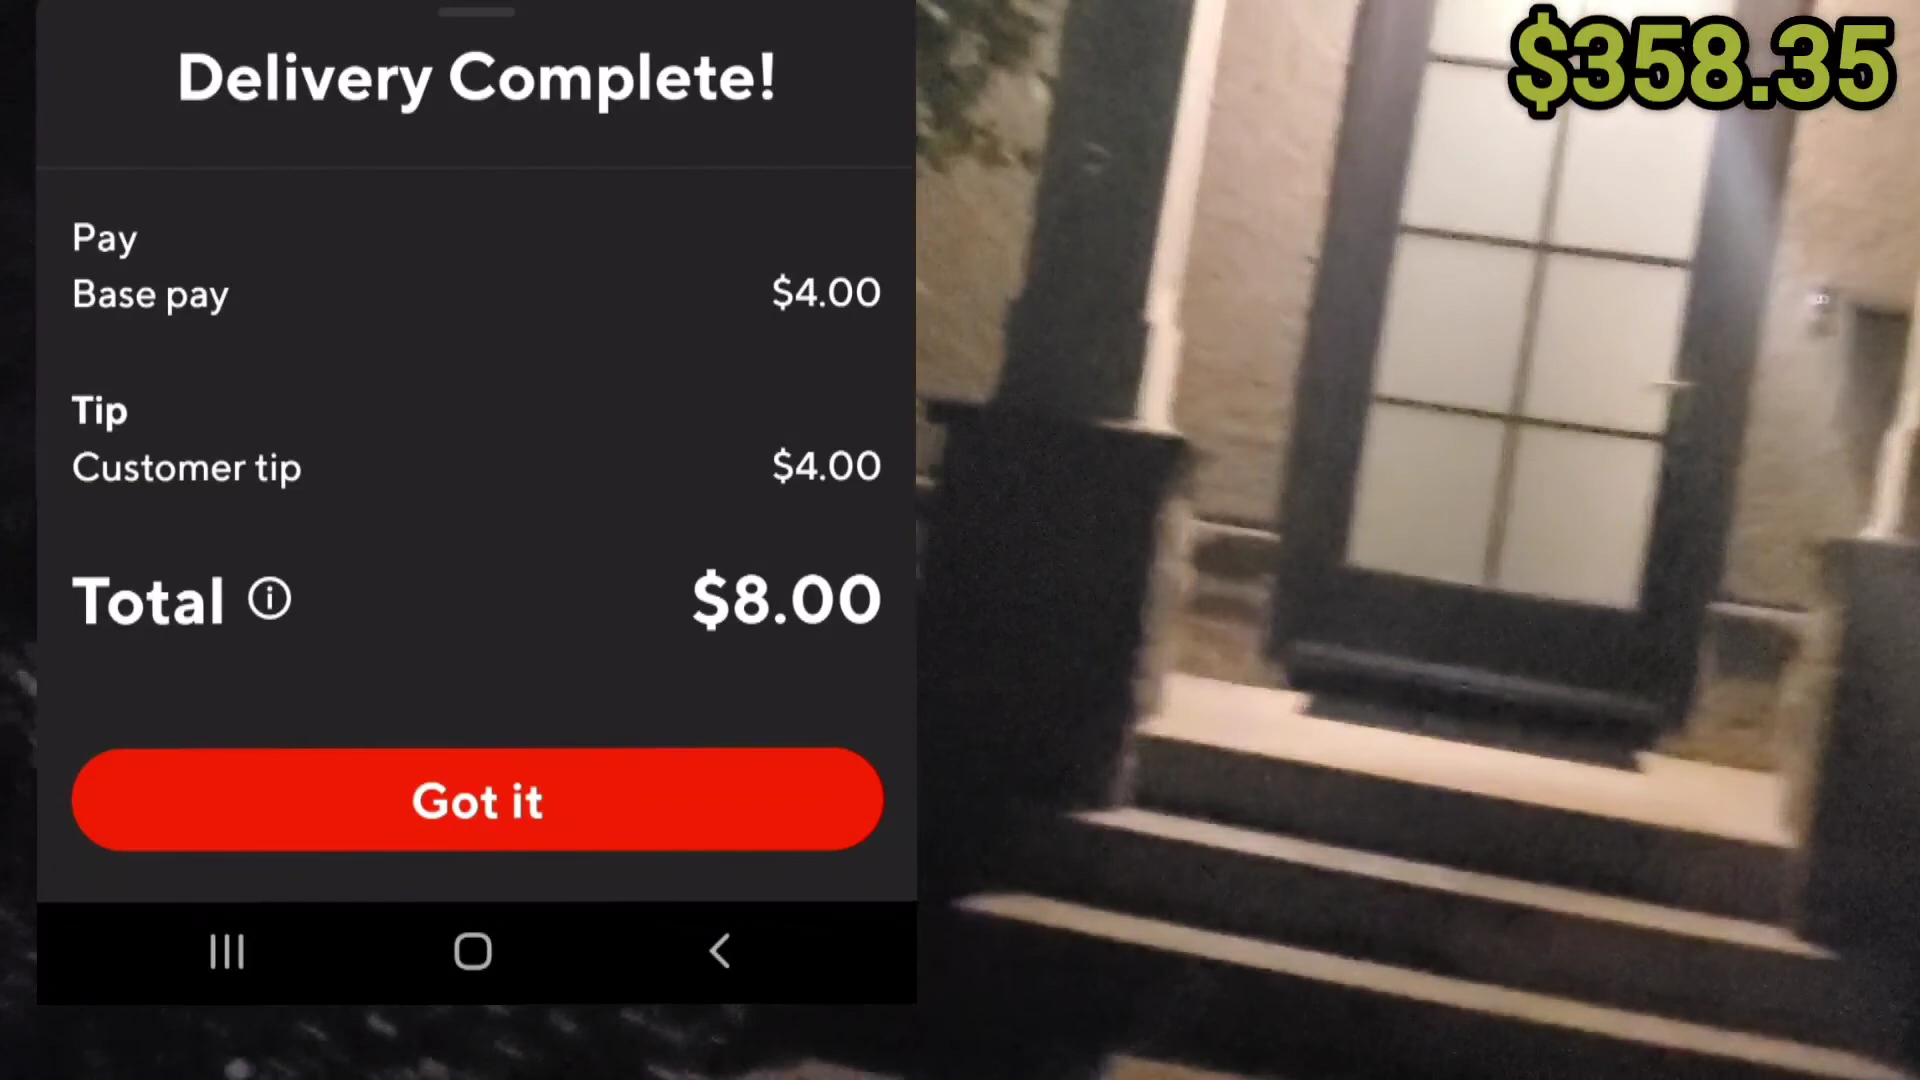 Delivery Complete!
$358.35
Pay
Base pay $4.00
Tip
Customer tip $4.00
Total $8.00
Got it